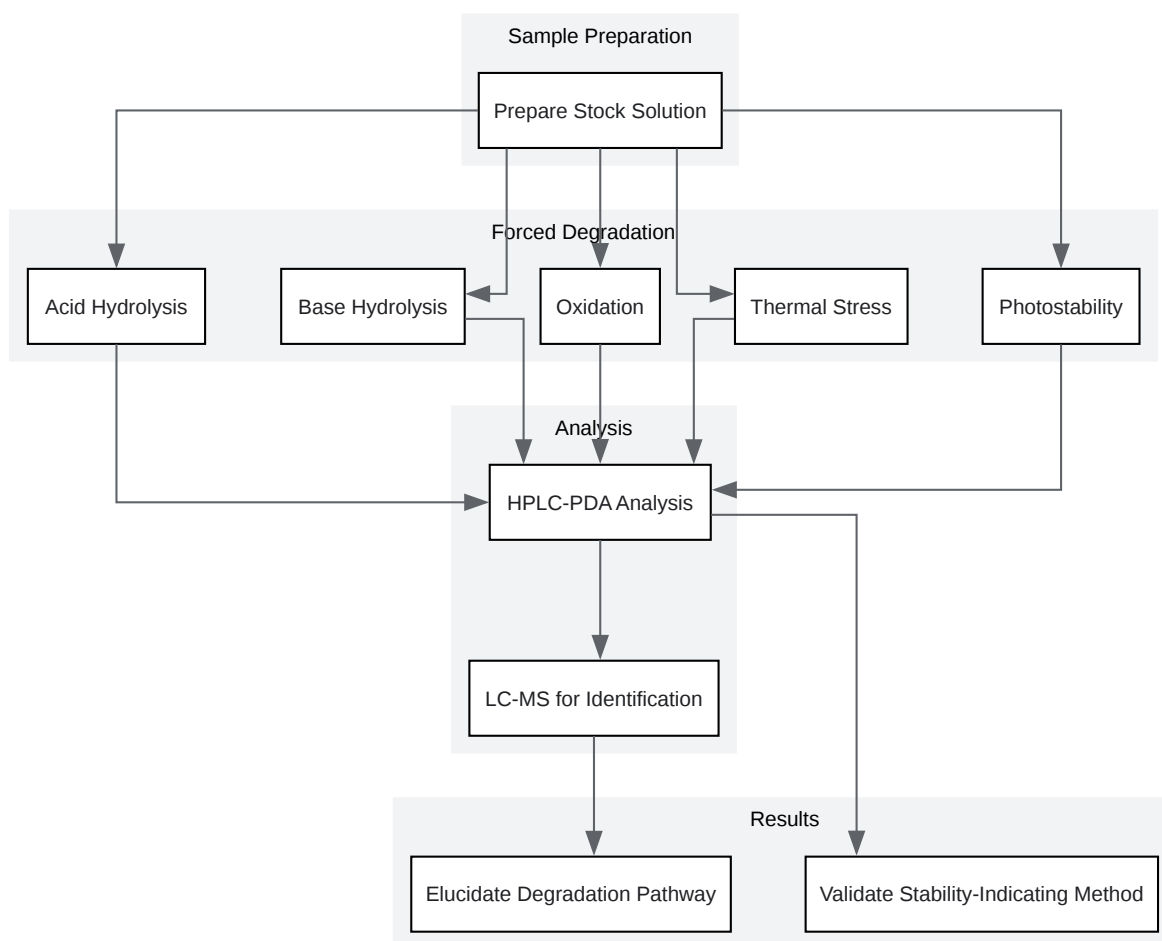 Sample Preparation
Prepare Stock Solution
Forced Degradation
Acid Hydrolysis
Base Hydrolysis
Oxidation
Thermal Stress
Photostability
Analysis
HPLC-PDA Analysis
LC-MS for Identification
Results
Elucidate Degradation Pathway
Validate Stability-Indicating Method